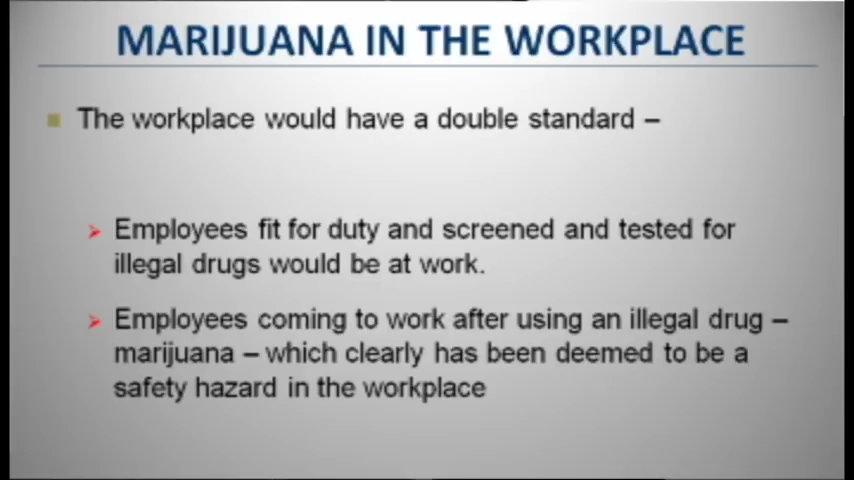 MARIJUANA IN THE WORKPLACE
The workplace would have a double standard –
Employees fit for duty and screened and tested for
illegal drugs would be at work.
Employees coming to work after using an illegal drug –
marijuana – which clearly has been deemed to be a
safety hazard in the workplace